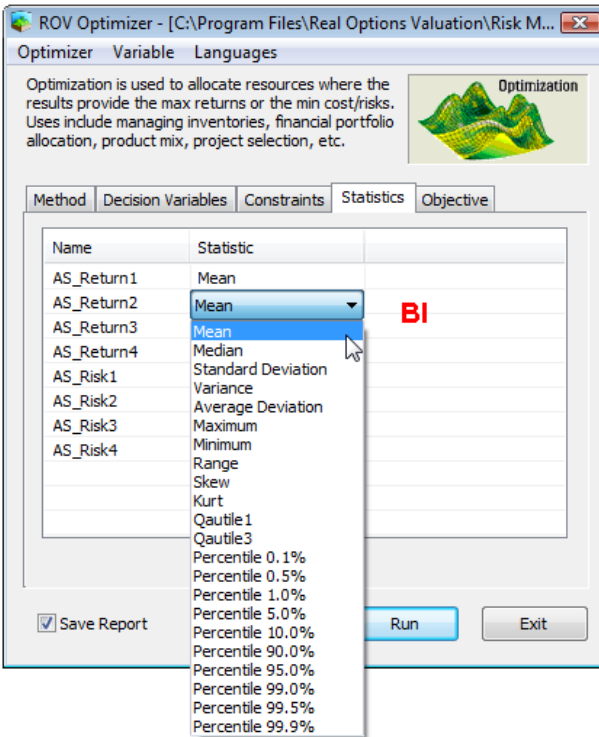 ROV Optimizer - [C:\Program Files\Real Options Valuation\Risk M...
Optimizer Variable Languages
Optimization is used to allocate resources where the
results provide the max returns or the min cost/risks.
Uses include managing inventories, financial portfolio
allocation, product mix, project selection, etc.
Optimization
Method Decision Variables Constraints Statistics Objective
Name Statistic
AS_Return1 Mean
AS_Return2 Mean
BI
AS_Return3
AS_Return4
AS_Risk1
AS_Risk2
AS_Risk3
AS_Risk4
Mean
Median
Standard Deviation
Variance
Average Deviation
Maximum
Minimum
Range
Skew
Kurt
Qautile1
Qautile3
Percentile 0.1%
Percentile 0.5%
Percentile 1.0%
Percentile 5.0%
Percentile 10.0%
Percentile 90.0%
Percentile 95.0%
Percentile 99.0%
Percentile 99.5%
Percentile 99.9%
Save Report Run Exit